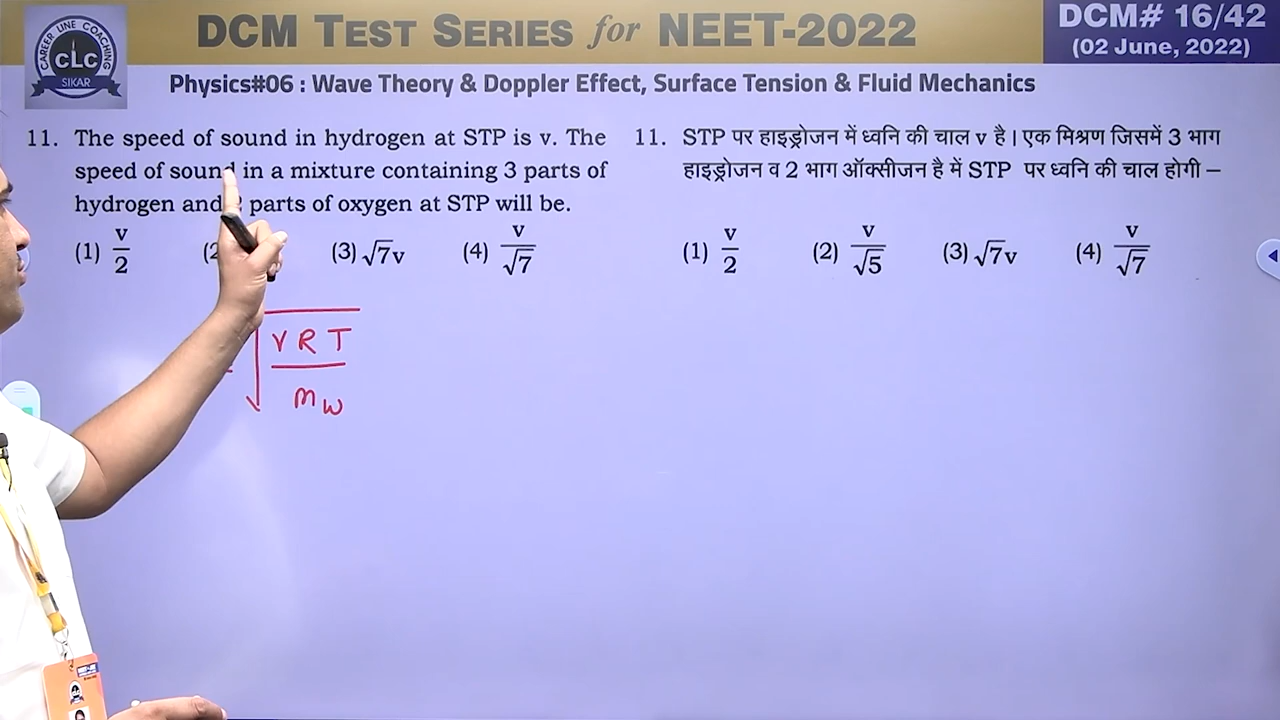 CAREER LINE COACHING
CLC
SIKAR
DCM TEST SERIES for NEET-2022
DCM# 16/42
(02 June, 2022)
Physics#06 : Wave Theory & Doppler Effect, Surface Tension & Fluid Mechanics
11. The speed of sound in hydrogen at STP is v. The
speed of sound in a mixture containing 3 parts of
hydrogen and parts of oxygen at STP will be.
(1) v/2 (2 (3) √7v (4) v/√7
11. STP पर हाइड्रोजन में ध्वनि की चाल v है। एक मिश्रण जिसमें 3 भाग
हाइड्रोजन व 2 भाग ऑक्सीजन है में STP पर ध्वनि की चाल होगी –
(1) v/2 (2) v/√5 (3) √7v (4) v/√7
√
γ R T
Mw
CLC